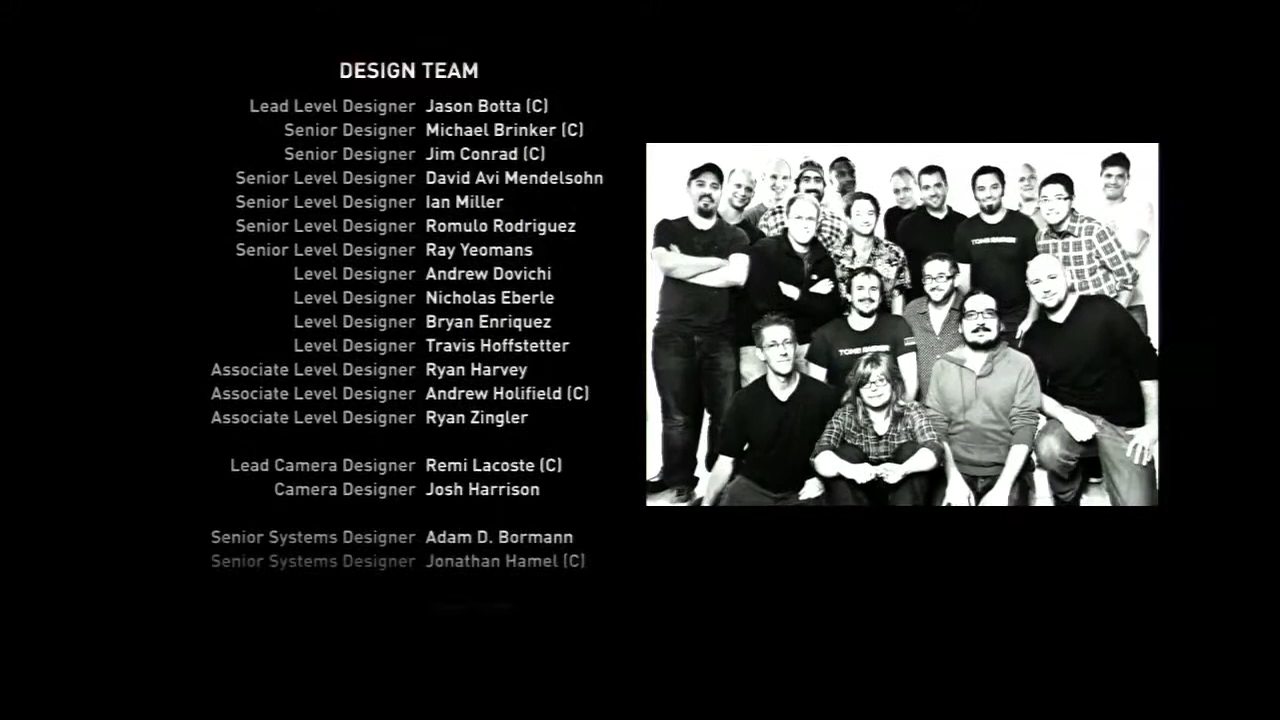 DESIGN TEAM
Lead Level Designer Jason Botta (C)
Senior Designer Michael Brinker (C)
Senior Designer Jim Conrad (C)
Senior Level Designer David Avi Mendelsohn
Senior Level Designer Ian Miller
Senior Level Designer Romulo Rodriguez
Senior Level Designer Ray Yeomans
Level Designer Andrew Dovichi
Level Designer Nicholas Eberle
Level Designer Bryan Enriquez
Level Designer Travis Hoffstetter
Associate Level Designer Ryan Harvey
Associate Level Designer Andrew Holifield (C)
Associate Level Designer Ryan Zingler
Lead Camera Designer Remi Lacoste (C)
Camera Designer Josh Harrison
Senior Systems Designer Adam D. Bormann
Senior Systems Designer Jonathan Hamel (C)
TOMB RAIDER
TOMB RAIDER